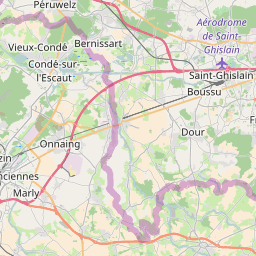 Péruwelz
Bernissart
Aérodrome
de Saint-
Ghislain
Vieux-Condé
Condé-sur-
l'Escaut
Saint-Ghislain
Boussu
Dour
Onnaing
Marly